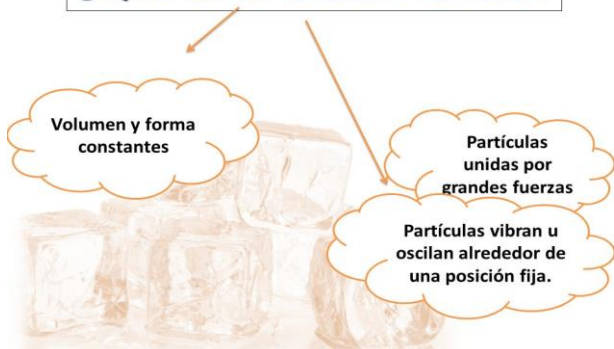 Volumen y forma
constantes
Partículas
unidas por
grandes fuerzas
Partículas vibran u
oscilan alrededor de
una posición fija.